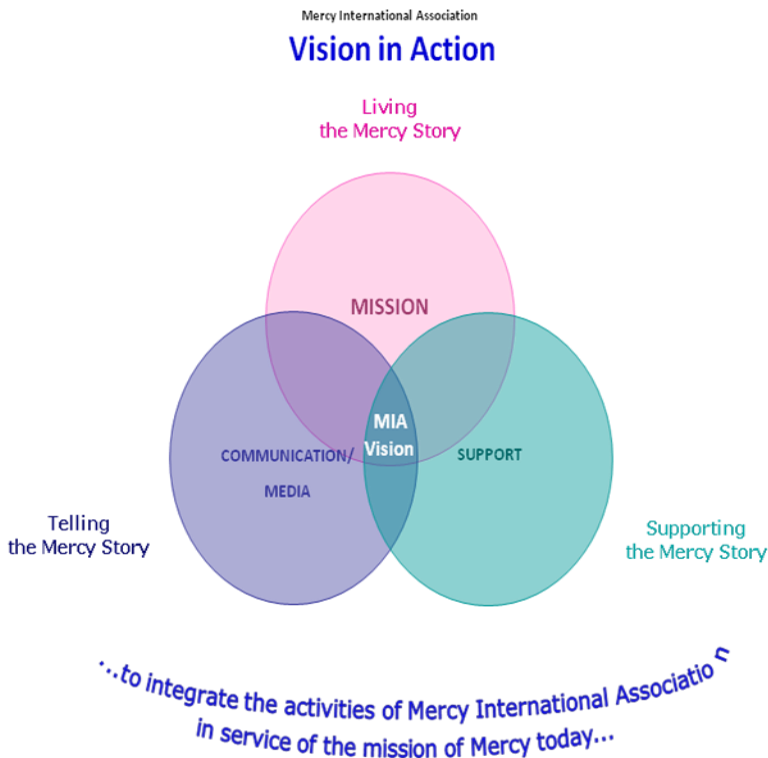 Mercy International Association
Vision in Action
Living
the Mercy Story
MISSION
MIA
Vision
COMMUNICATION/
MEDIA
SUPPORT
Telling
the Mercy Story
Supporting
the Mercy Story
...to integrate the activities of Mercy International Association
in service of the mission of Mercy today...